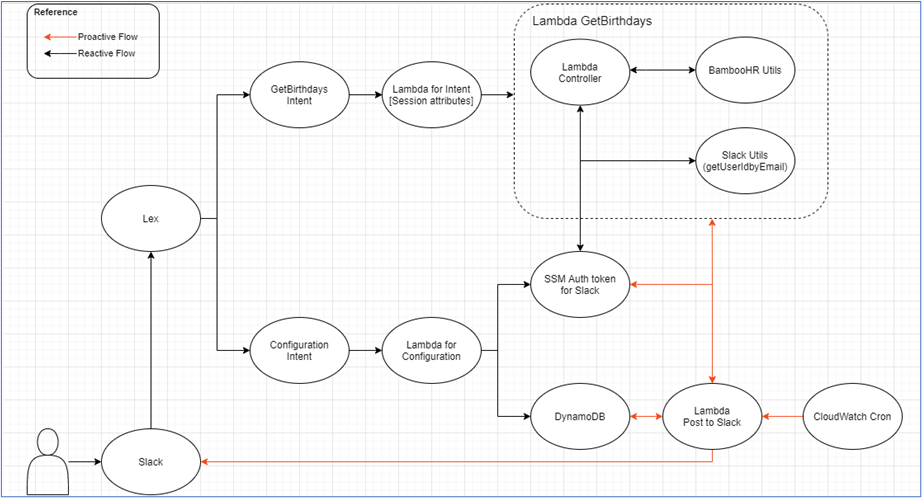 Reference
Proactive Flow
Reactive Flow
Lambda GetBirthdays
Lambda
Controller
BambooHR Utils
GetBirthdays
Intent
Lambda for Intent
[Session attributes]
Slack Utils
(getUserIdbyEmail)
Lex
SSM Auth token
for Slack
Configuration
Intent
Lambda for
Configuration
DynamoDB
Lambda
Post to Slack
CloudWatch Cron
Slack